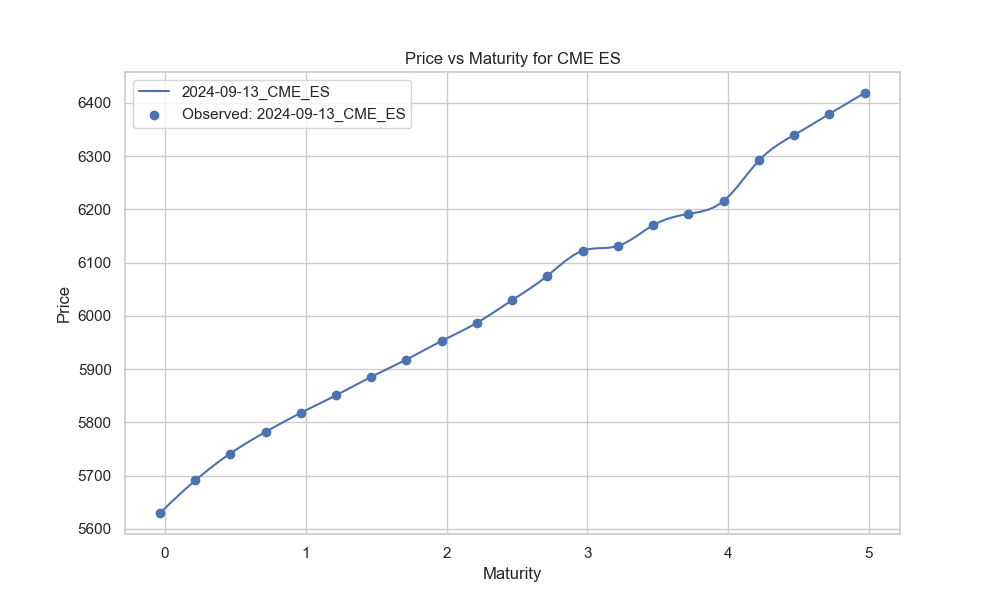 Price vs Maturity for CME ES
2024-09-13_CME_ES
Observed: 2024-09-13_CME_ES
6400
6300
6200
6100
6000
5900
5800
5700
5600
Price
0 1 2 3 4 5
Maturity